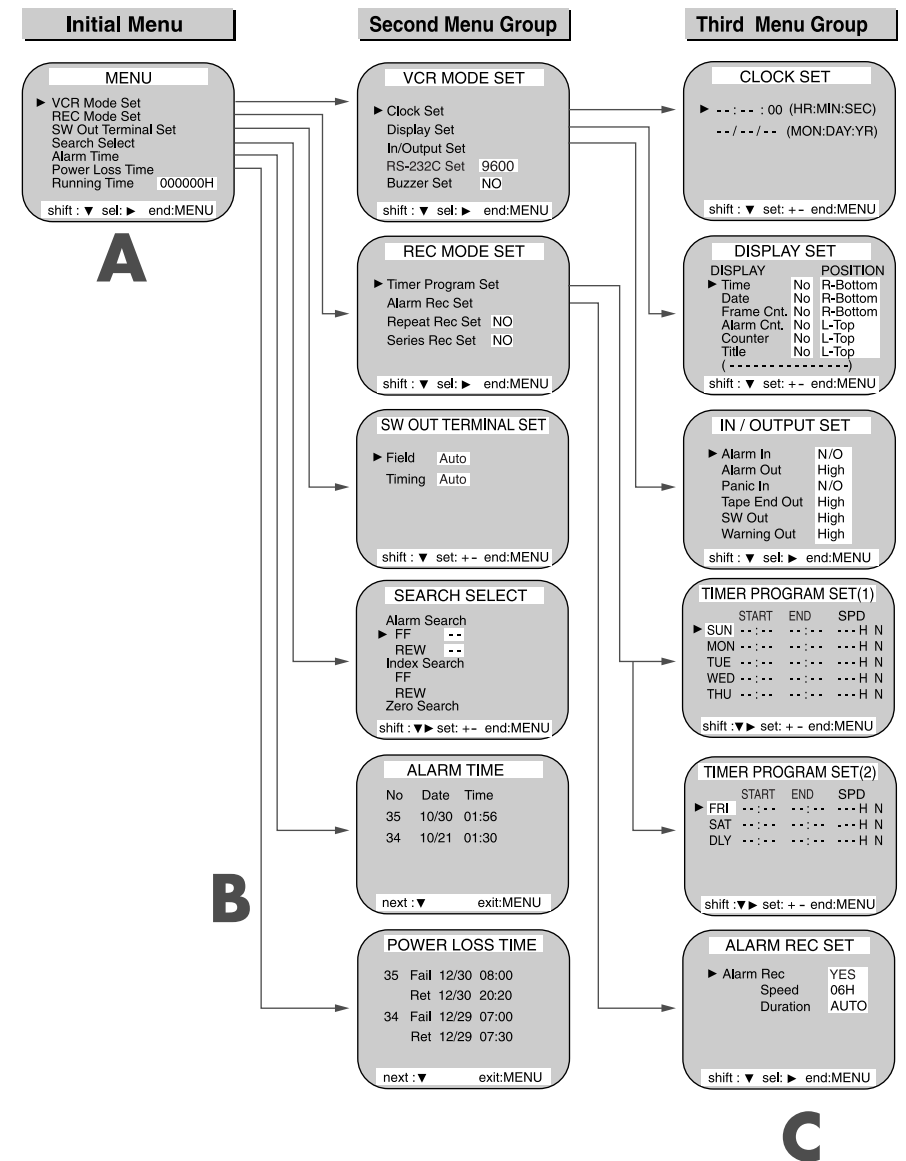 Initial Menu
Second Menu Group
Third Menu Group
MENU
► VCR Mode Set
REC Mode Set
SW Out Terminal Set
Search Select
Alarm Time
Power Loss Time
Running Time 000000H
shift : ▼ sel: ► end:MENU
A
VCR MODE SET
► Clock Set
Display Set
In/Output Set
RS-232C Set 9600
Buzzer Set NO
shift : ▼ sel: ► end:MENU
REC MODE SET
► Timer Program Set
Alarm Rec Set
Repeat Rec Set NO
Series Rec Set NO
shift : ▼ sel: ► end:MENU
SW OUT TERMINAL SET
► Field Auto
Timing Auto
shift : ▼ set: + - end:MENU
SEARCH SELECT
Alarm Search
► FF - -
REW - -
Index Search
FF
REW
Zero Search
shift : ▼► set: + - end:MENU
ALARM TIME
No Date Time
35 10/30 01:56
34 10/21 01:30
next : ▼ exit:MENU
B
POWER LOSS TIME
35 Fail 12/30 08:00
Ret 12/30 20:20
34 Fail 12/29 07:00
Ret 12/29 07:30
next : ▼ exit:MENU
CLOCK SET
► - - : - - : 00 (HR:MIN:SEC)
- - / - - / - - (MON:DAY:YR)
shift : ▼ set: + - end:MENU
DISPLAY SET
DISPLAY POSITION
► Time No R-Bottom
Date No R-Bottom
Frame Cnt. No R-Bottom
Alarm Cnt. No L-Top
Counter No L-Top
Title No L-Top
( - - - - - - - - - - - - - - - - )
shift : ▼ set: + - end:MENU
IN / OUTPUT SET
► Alarm In N/O
Alarm Out High
Panic In N/O
Tape End Out High
SW Out High
Warning Out High
shift : ▼ sel: ► end:MENU
TIMER PROGRAM SET(1)
START END SPD
► SUN - - : - - - - : - - - - - H N
MON - - : - - - - : - - - - - H N
TUE - - : - - - - : - - - - - H N
WED - - : - - - - : - - - - - H N
THU - - : - - - - : - - - - - H N
shift :▼► set: + - end:MENU
TIMER PROGRAM SET(2)
START END SPD
► FRI - - : - - - - : - - - - - H N
SAT - - : - - - - : - - - - - H N
DLY - - : - - - - : - - - - - H N
shift :▼► set: + - end:MENU
ALARM REC SET
► Alarm Rec YES
Speed 06H
Duration AUTO
shift : ▼ sel: ► end:MENU
C